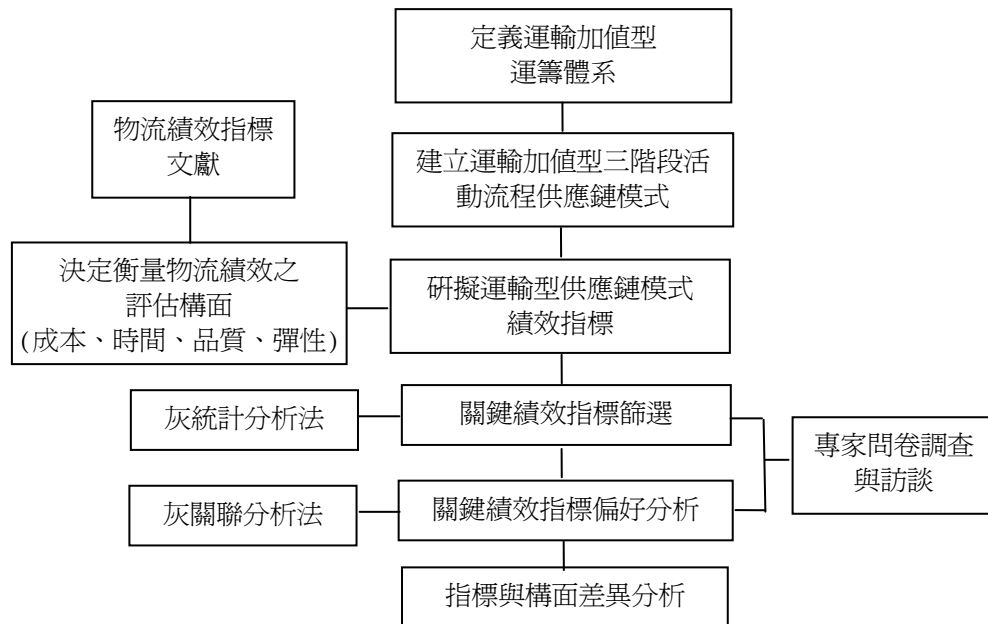 定義運輸加值型
運籌體系
物流績效指標
文獻
建立運輸加值型三階段活
動流程供應鏈模式
決定衡量物流績效之
評估構面
(成本、時間、品質、彈性)
研擬運輸型供應鏈模式
績效指標
灰統計分析法
關鍵績效指標篩選
專家問卷調查
與訪談
灰關聯分析法
關鍵績效指標偏好分析
指標與構面差異分析